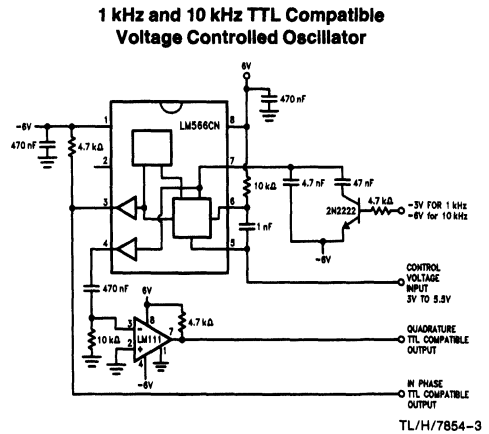 1 kHz and 10 kHz TTL Compatible
Voltage Controlled Oscillator
6V
470 nF
-6V
1
LM566CN
8
470 nF
4.7 kΩ
2
7
10 kΩ
4.7 nF
47 nF
4.7 kΩ
3
6
2N2222
-3V FOR 1 kHz
-6V for 10 kHz
1 nF
4
5
-6V
CONTROL
VOLTAGE
INPUT
3V TO 5.5V
470 nF
6V
4.7 kΩ
3
8
7
10 kΩ
LM111
2
4
1
-6V
QUADRATURE
TTL COMPATIBLE
OUTPUT
IN PHASE
TTL COMPATIBLE
OUTPUT
TL/H/7854-3